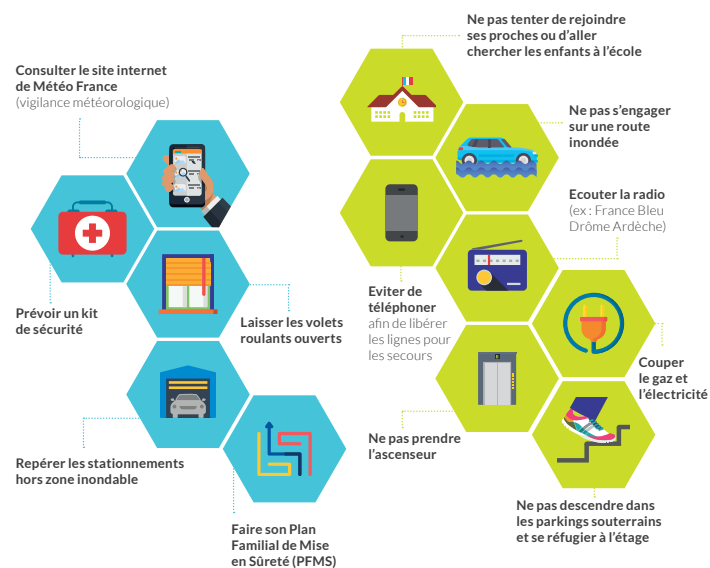 Consulter le site internet
de Météo France
(vigilance météorologique)
Prévoir un kit
de sécurité
Laisser les volets
roulants ouverts
Repérer les stationnements
hors zone inondable
Faire son Plan
Familial de Mise
en Sûreté (PFMS)
Ne pas tenter de rejoindre
ses proches ou d’aller
chercher les enfants à l’école
Ne pas s’engager
sur une route
inondée
Ecouter la radio
(ex : France Bleu
Drôme Ardèche)
Eviter de
téléphoner
afin de libérer
les lignes pour
les secours
Couper
le gaz et
l’électricité
Ne pas prendre
l’ascenseur
Ne pas descendre dans
les parkings souterrains
et se réfugier à l’étage